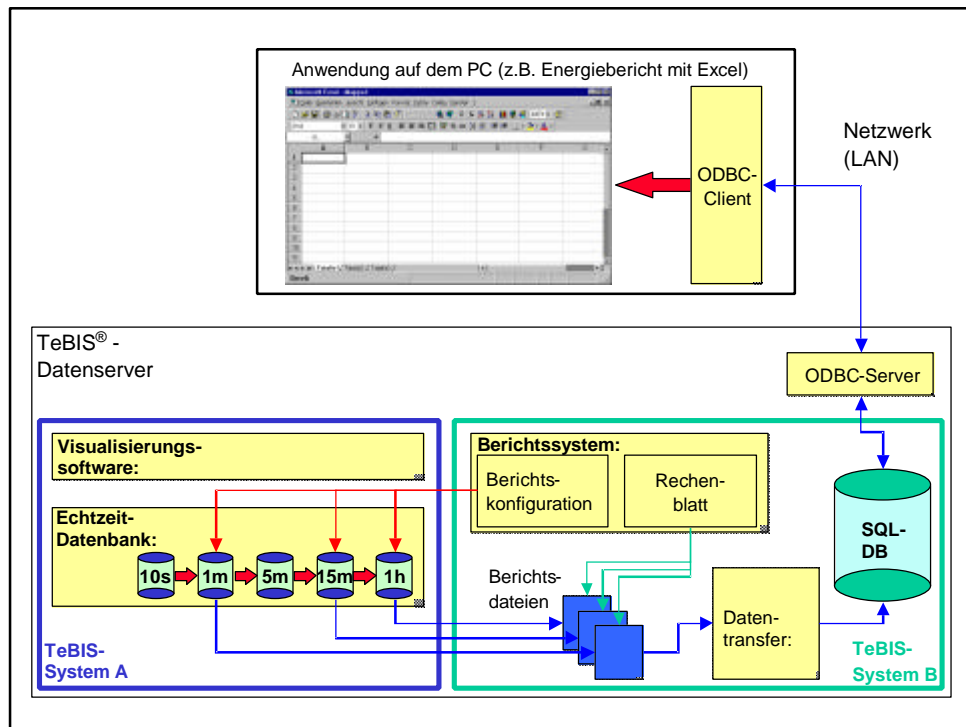 Anwendung auf dem PC (z.B. Energiebericht mit Excel)
ODBC-
Client
Netzwerk
(LAN)
TeBIS® -
Datenserver
ODBC-Server
Visualisierungs-
software:
Echtzeit-
Datenbank:
10s
1m
5m
15m
1h
TeBIS-
System A
Berichtssystem:
Berichts-
konfiguration
Rechen-
blatt
Berichts-
dateien
Daten-
transfer:
SQL-
DB
TeBIS-
System B